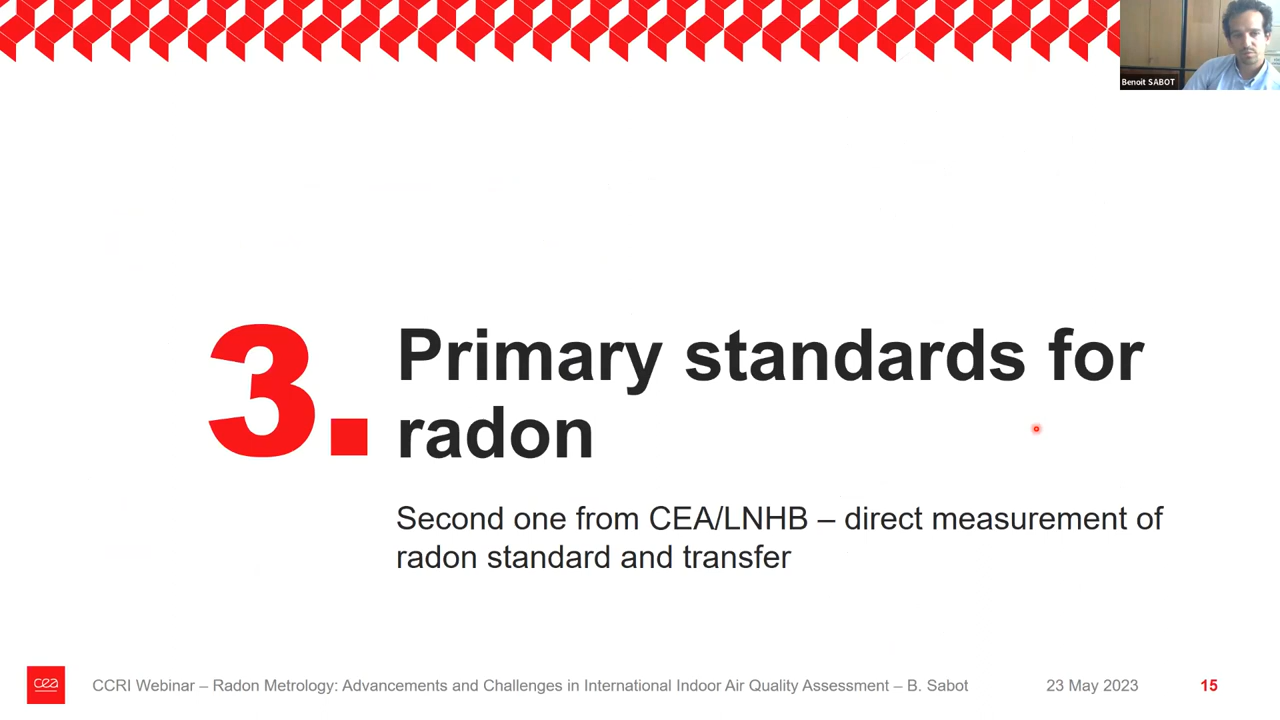 Benoit SABOT
3. Primary standards for
radon
Second one from CEA/LNHB – direct measurement of
radon standard and transfer
cea
CCRI Webinar – Radon Metrology: Advancements and Challenges in International Indoor Air Quality Assessment – B. Sabot
23 May 2023
15